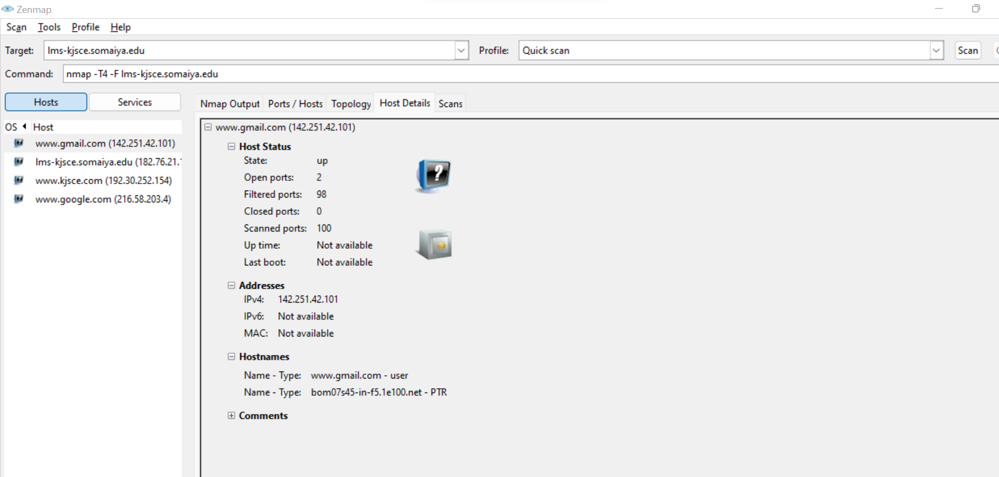 Zenmap
Scan Tools Profile Help
Target: lms-kjsce.somaiya.edu Profile: Quick scan Scan
Command: nmap -T4 -F lms-kjsce.somaiya.edu
Hosts Services
Nmap Output Ports / Hosts Topology Host Details Scans
OS Host
www.gmail.com (142.251.42.101)
lms-kjsce.somaiya.edu (182.76.21.
www.kjsce.com (192.30.252.154)
www.google.com (216.58.203.4)
www.gmail.com (142.251.42.101)
Host Status
State: up
Open ports: 2
Filtered ports: 98
Closed ports: 0
Scanned ports: 100
Up time: Not available
Last boot: Not available
Addresses
IPv4: 142.251.42.101
IPv6: Not available
MAC: Not available
Hostnames
Name - Type: www.gmail.com - user
Name - Type: bom07s45-in-f5.1e100.net - PTR
Comments